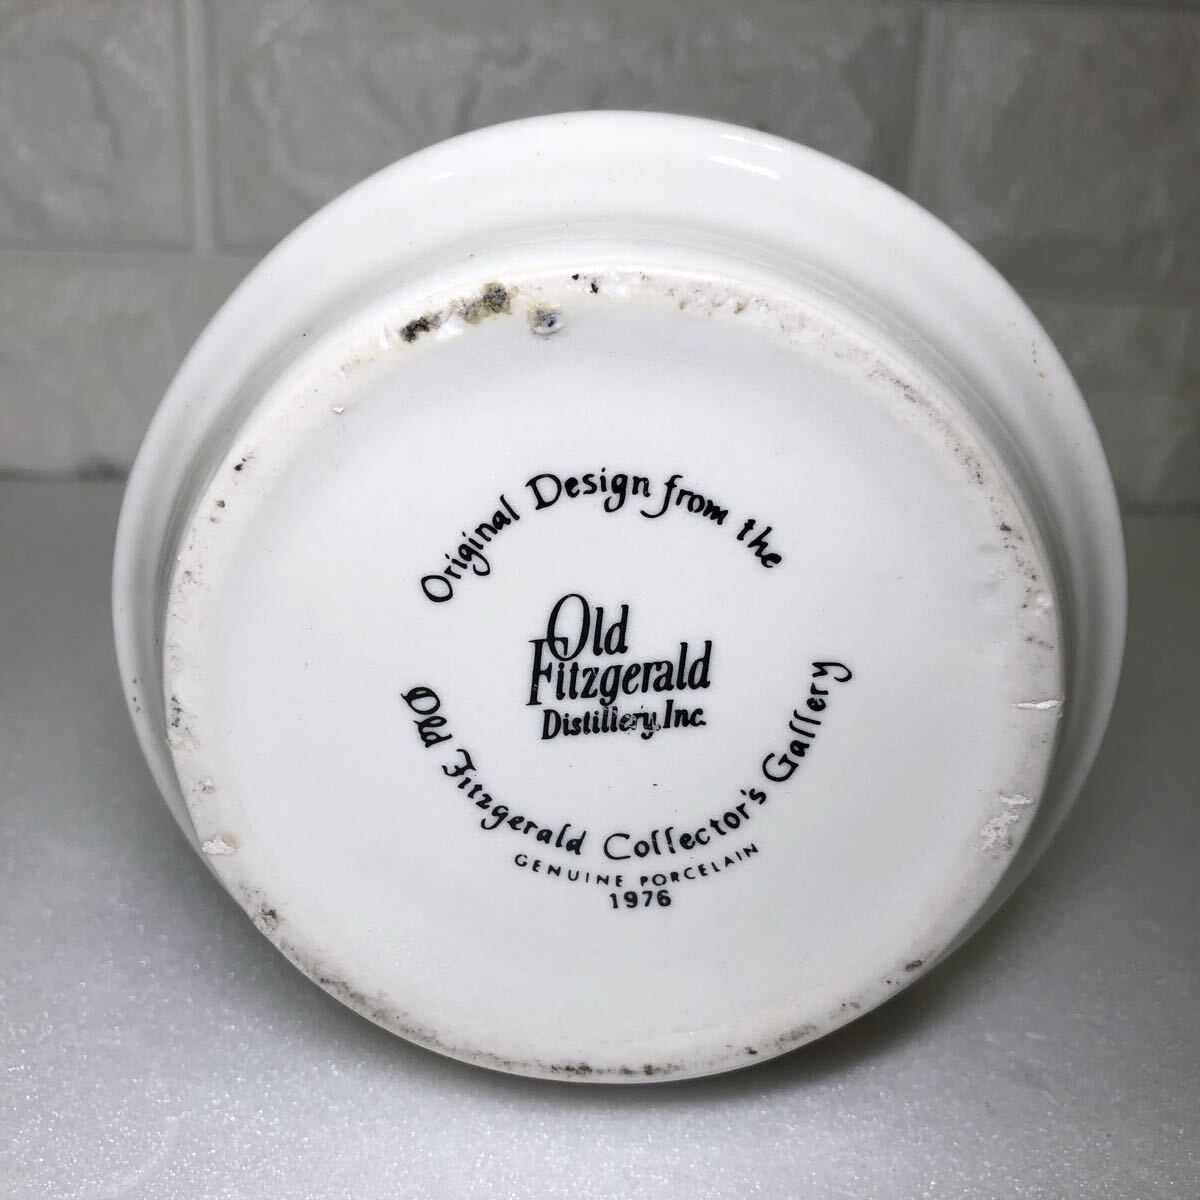 Original Design from the
Old
Fitzgerald
Distillery, Inc.
Old Fitzgerald Collector's Gallery
GENUINE PORCELAIN
1976